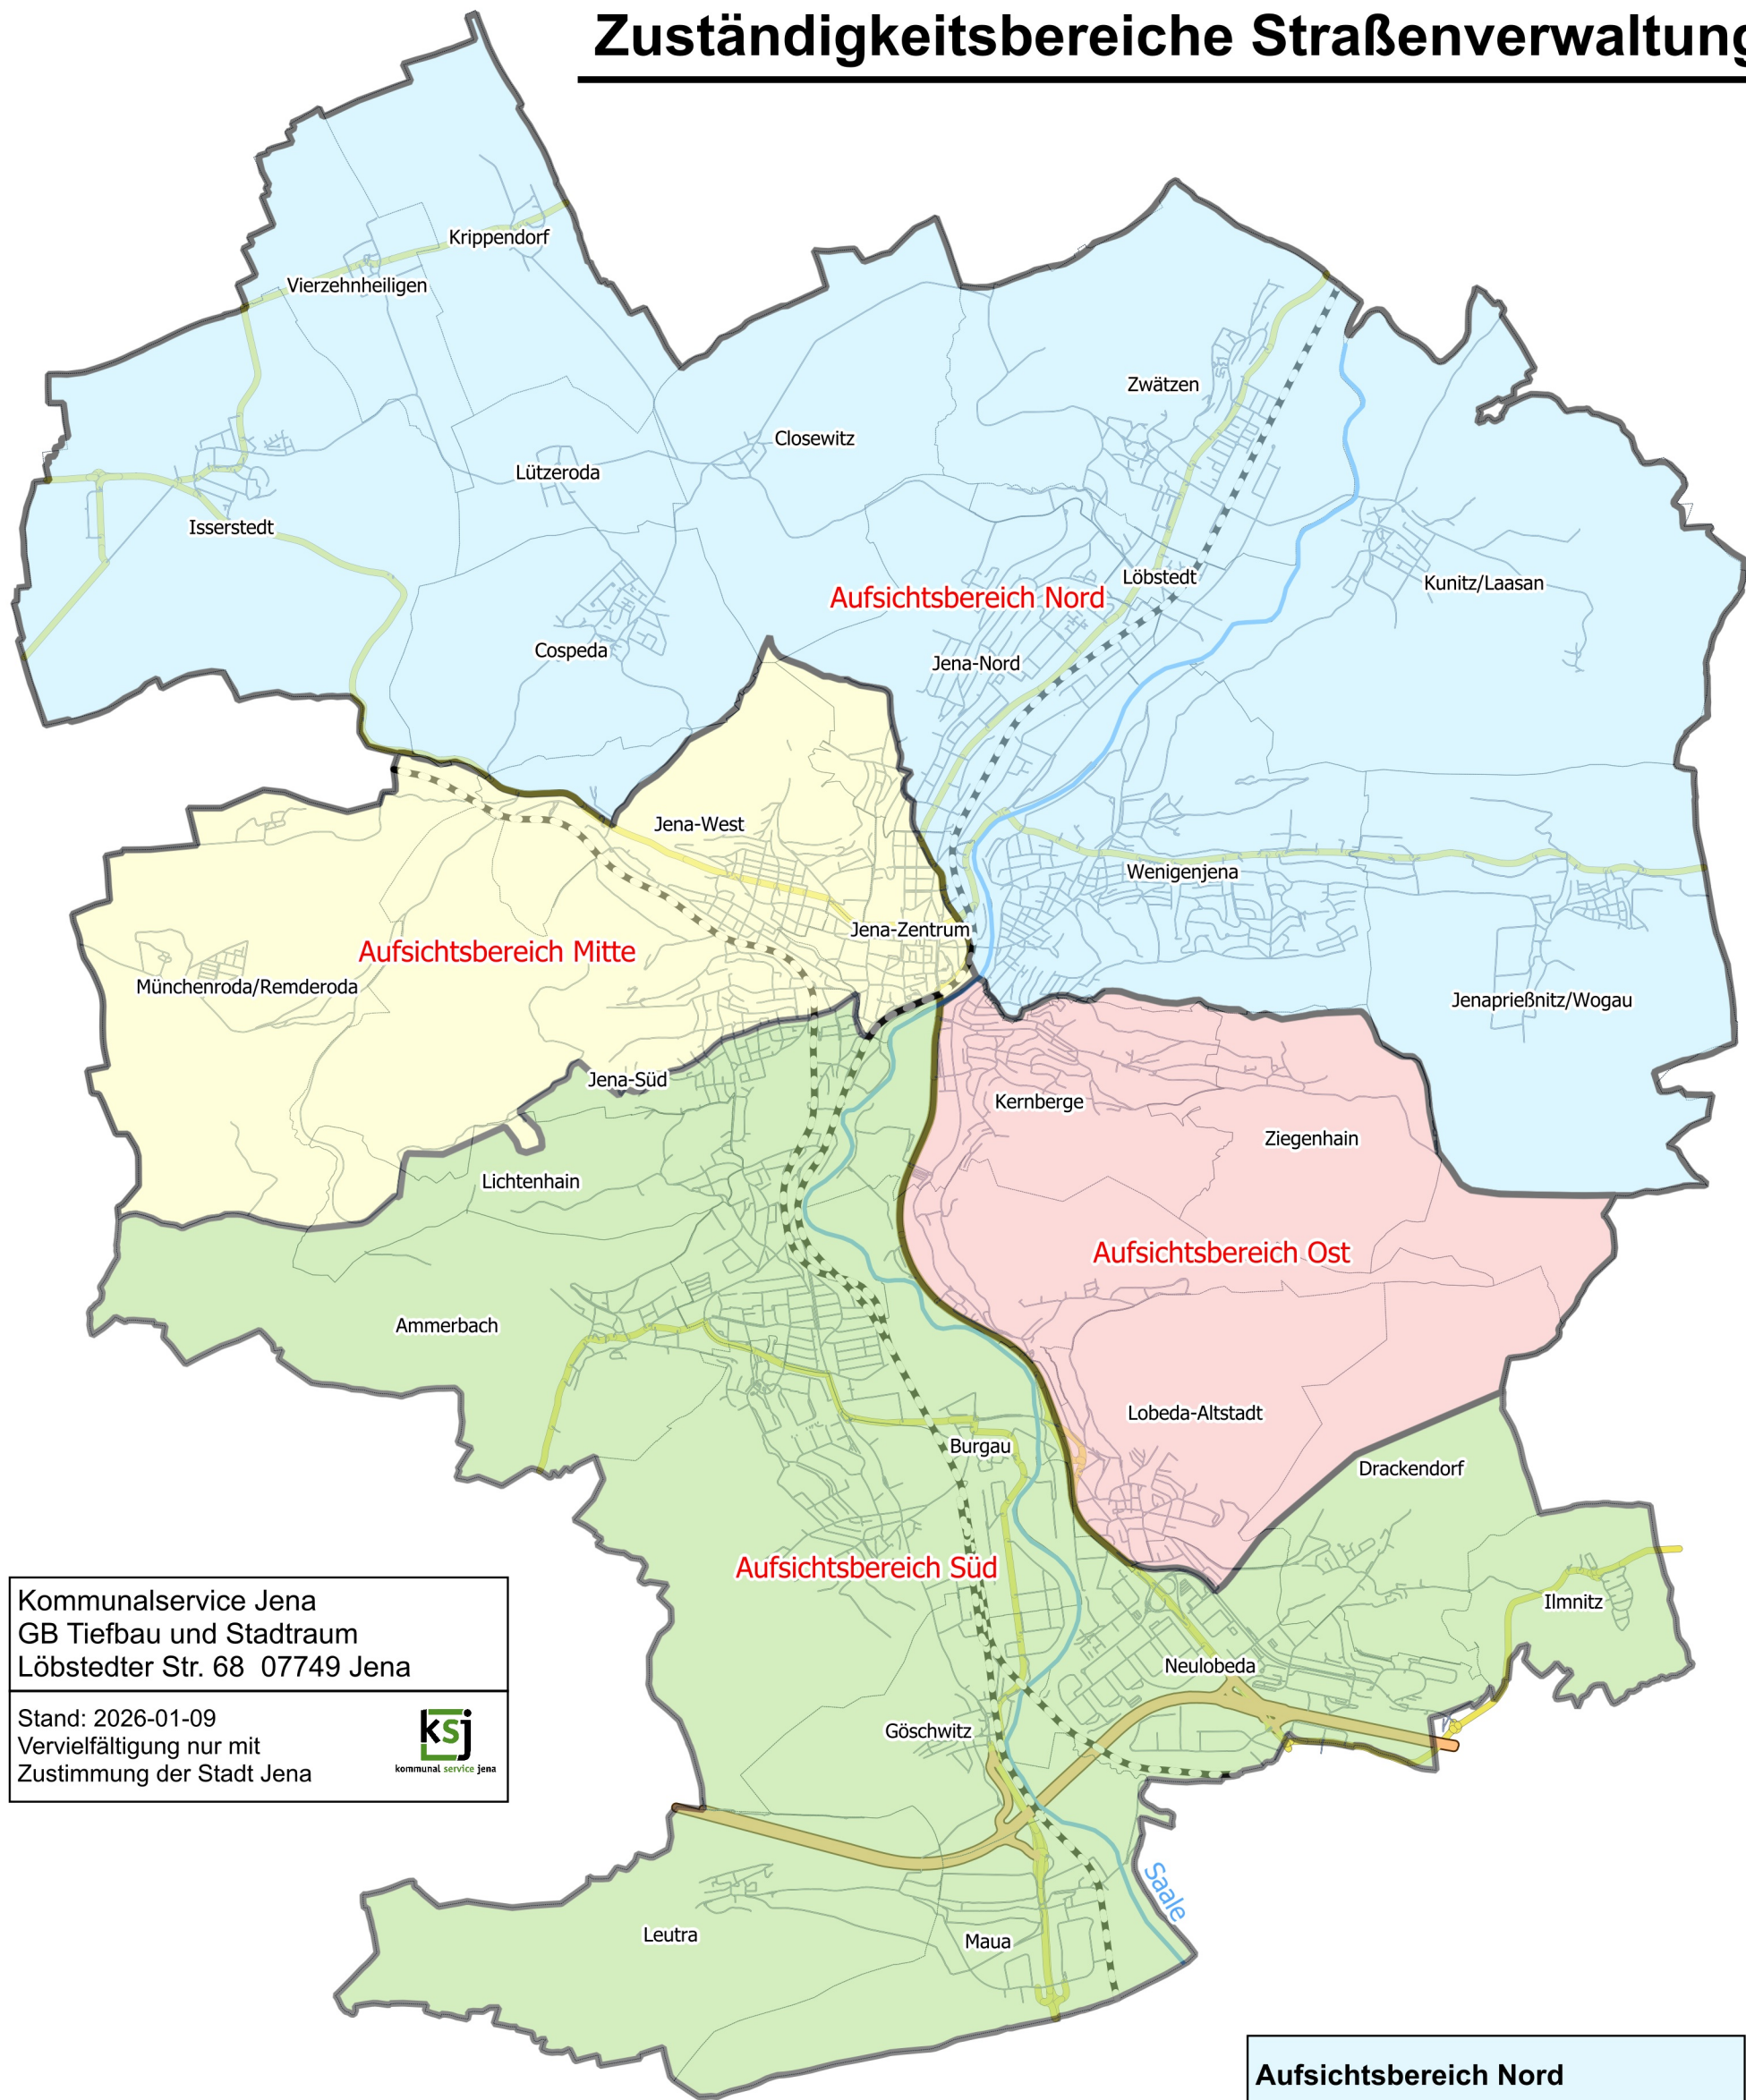 Zuständigkeitsbereiche Straßenverwaltung
Krippendorf
Vierzehnheiligen
Zwätzen
Closewitz
Lützeroda
Isserstedt
Löbstedt
Kunitz/Laasan
Aufsichtsbereich Nord
Cospeda
Jena-Nord
Jena-West
Wenigenjena
Jena-Zentrum
Aufsichtsbereich Mitte
Münchenroda/Remderoda
Jenaprießnitz/Wogau
Jena-Süd
Kernberge
Ziegenhain
Lichtenhain
Aufsichtsbereich Ost
Ammerbach
Lobeda-Altstadt
Burgau
Drackendorf
Aufsichtsbereich Süd
Ilmnitz
Neulobeda
Göschwitz
Saale
Leutra
Maua
Kommunalservice Jena
GB Tiefbau und Stadtraum
Löbstedter Str. 68 07749 Jena
Stand: 2026-01-09
Vervielfältigung nur mit
Zustimmung der Stadt Jena
ksj
kommunal service jena
Aufsichtsbereich Nord